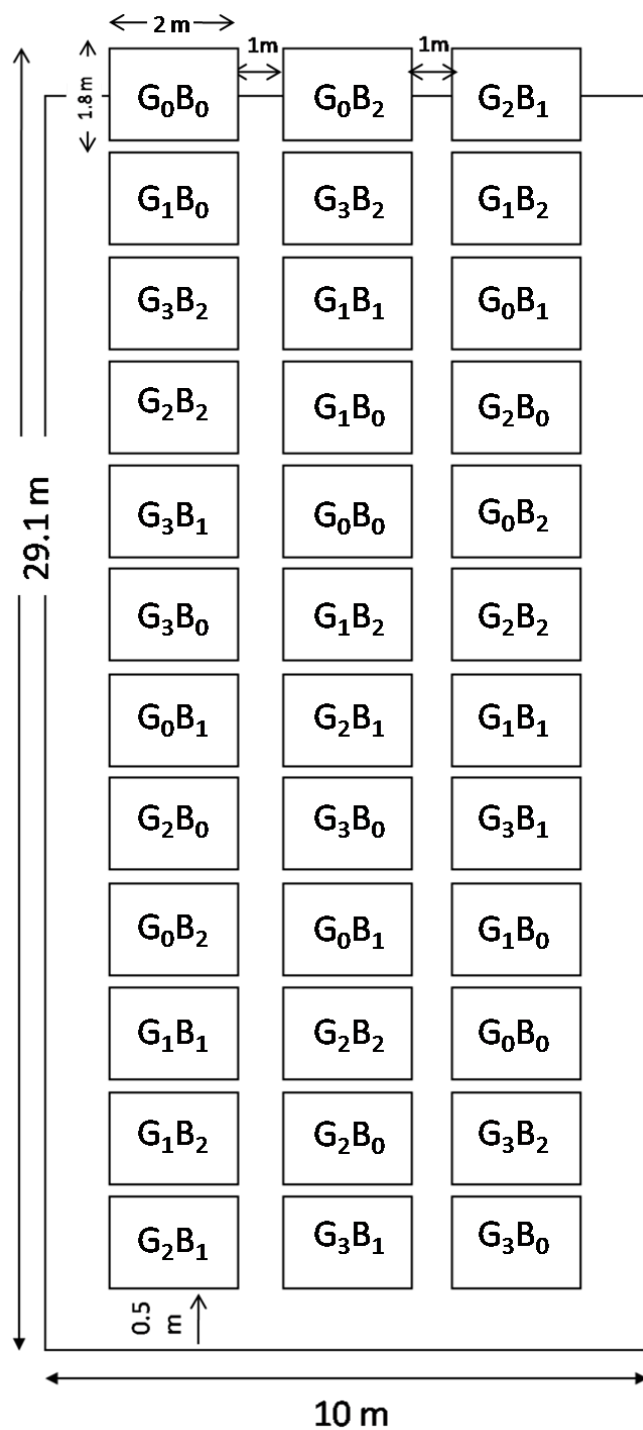 2 m
1m
1m
1.8 m
G₀B₀ G₀B₂ G₂B₁
G₁B₀ G₃B₂ G₁B₂
G₃B₂ G₁B₁ G₀B₁
G₂B₂ G₁B₀ G₂B₀
G₃B₁ G₀B₀ G₀B₂
29.1 m
G₃B₀ G₁B₂ G₂B₂
G₀B₁ G₂B₁ G₁B₁
G₂B₀ G₃B₀ G₃B₁
G₀B₂ G₀B₁ G₁B₀
G₁B₁ G₂B₂ G₀B₀
G₁B₂ G₂B₀ G₃B₂
G₂B₁ G₃B₁ G₃B₀
0.5
m
10 m